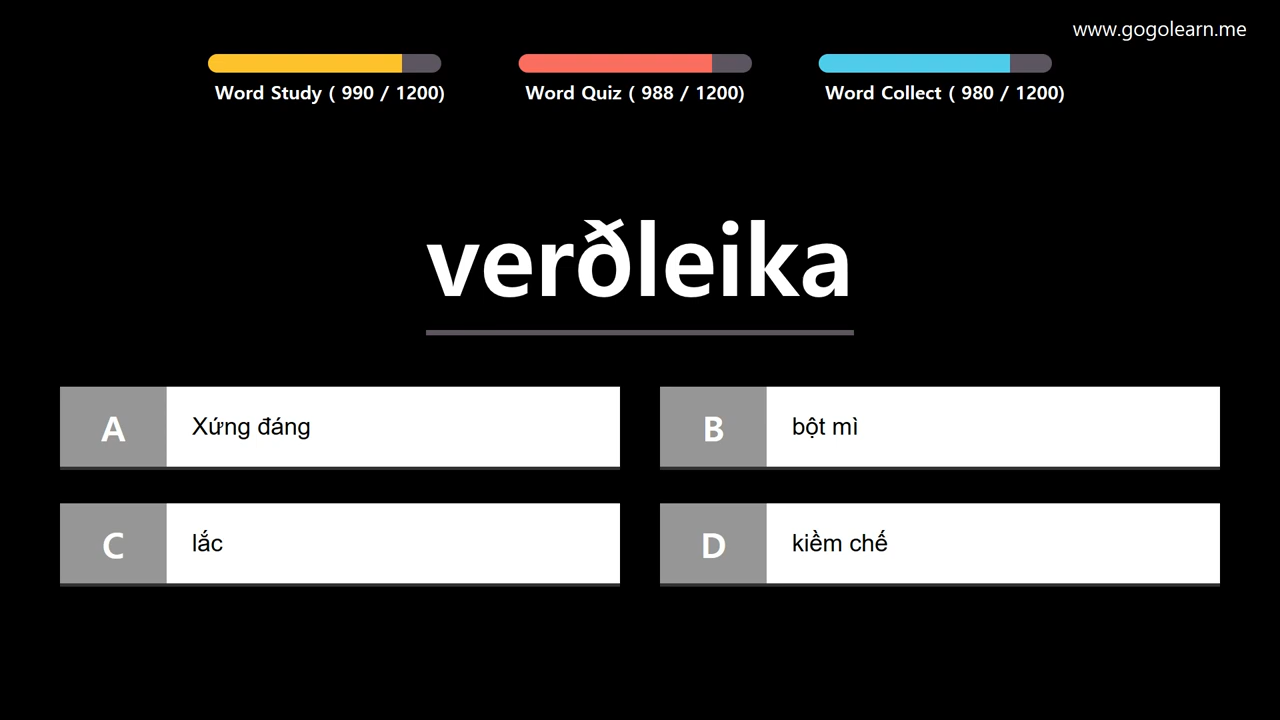 www.gogolearn.me
Word Study ( 990 / 1200)
Word Quiz ( 988 / 1200)
Word Collect ( 980 / 1200)
verðleika
A
Xứng đáng
B
bột mì
C
lắc
D
kiềm chế